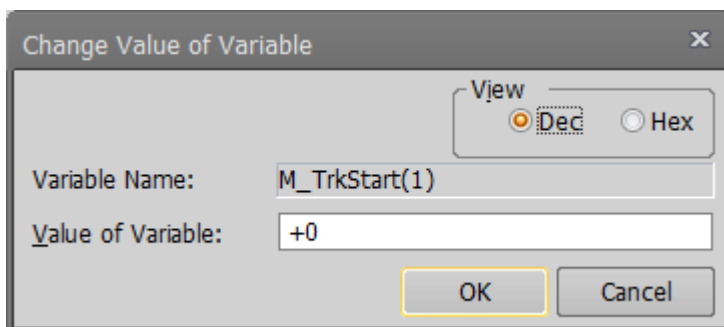 Change Value of Variable
View
Dec Hex
Variable Name: M_TrkStart(1)
Value of Variable: +0
OK Cancel